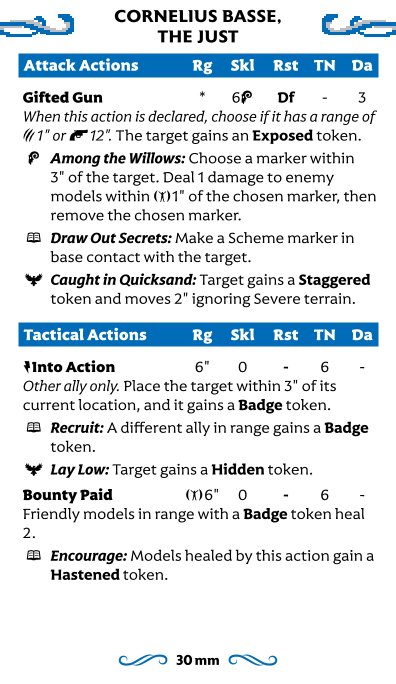 CORNELIUS BASSE,
THE JUST
Attack Actions Rg Skl Rst TN Da
Gifted Gun * 6 Df - 3
When this action is declared, choose if it has a range of
1" or 12". The target gains an Exposed token.
Among the Willows: Choose a marker within
3" of the target. Deal 1 damage to enemy
models within 1" of the chosen marker, then
remove the chosen marker.
Draw Out Secrets: Make a Scheme marker in
base contact with the target.
Caught in Quicksand: Target gains a Staggered
token and moves 2" ignoring Severe terrain.
Tactical Actions Rg Skl Rst TN Da
Into Action 6" 0 - 6 -
Other ally only. Place the target within 3" of its
current location, and it gains a Badge token.
Recruit: A different ally in range gains a Badge
token.
Lay Low: Target gains a Hidden token.
Bounty Paid 6" 0 - 6 -
Friendly models in range with a Badge token heal
2.
Encourage: Models healed by this action gain a
Hastened token.
30 mm